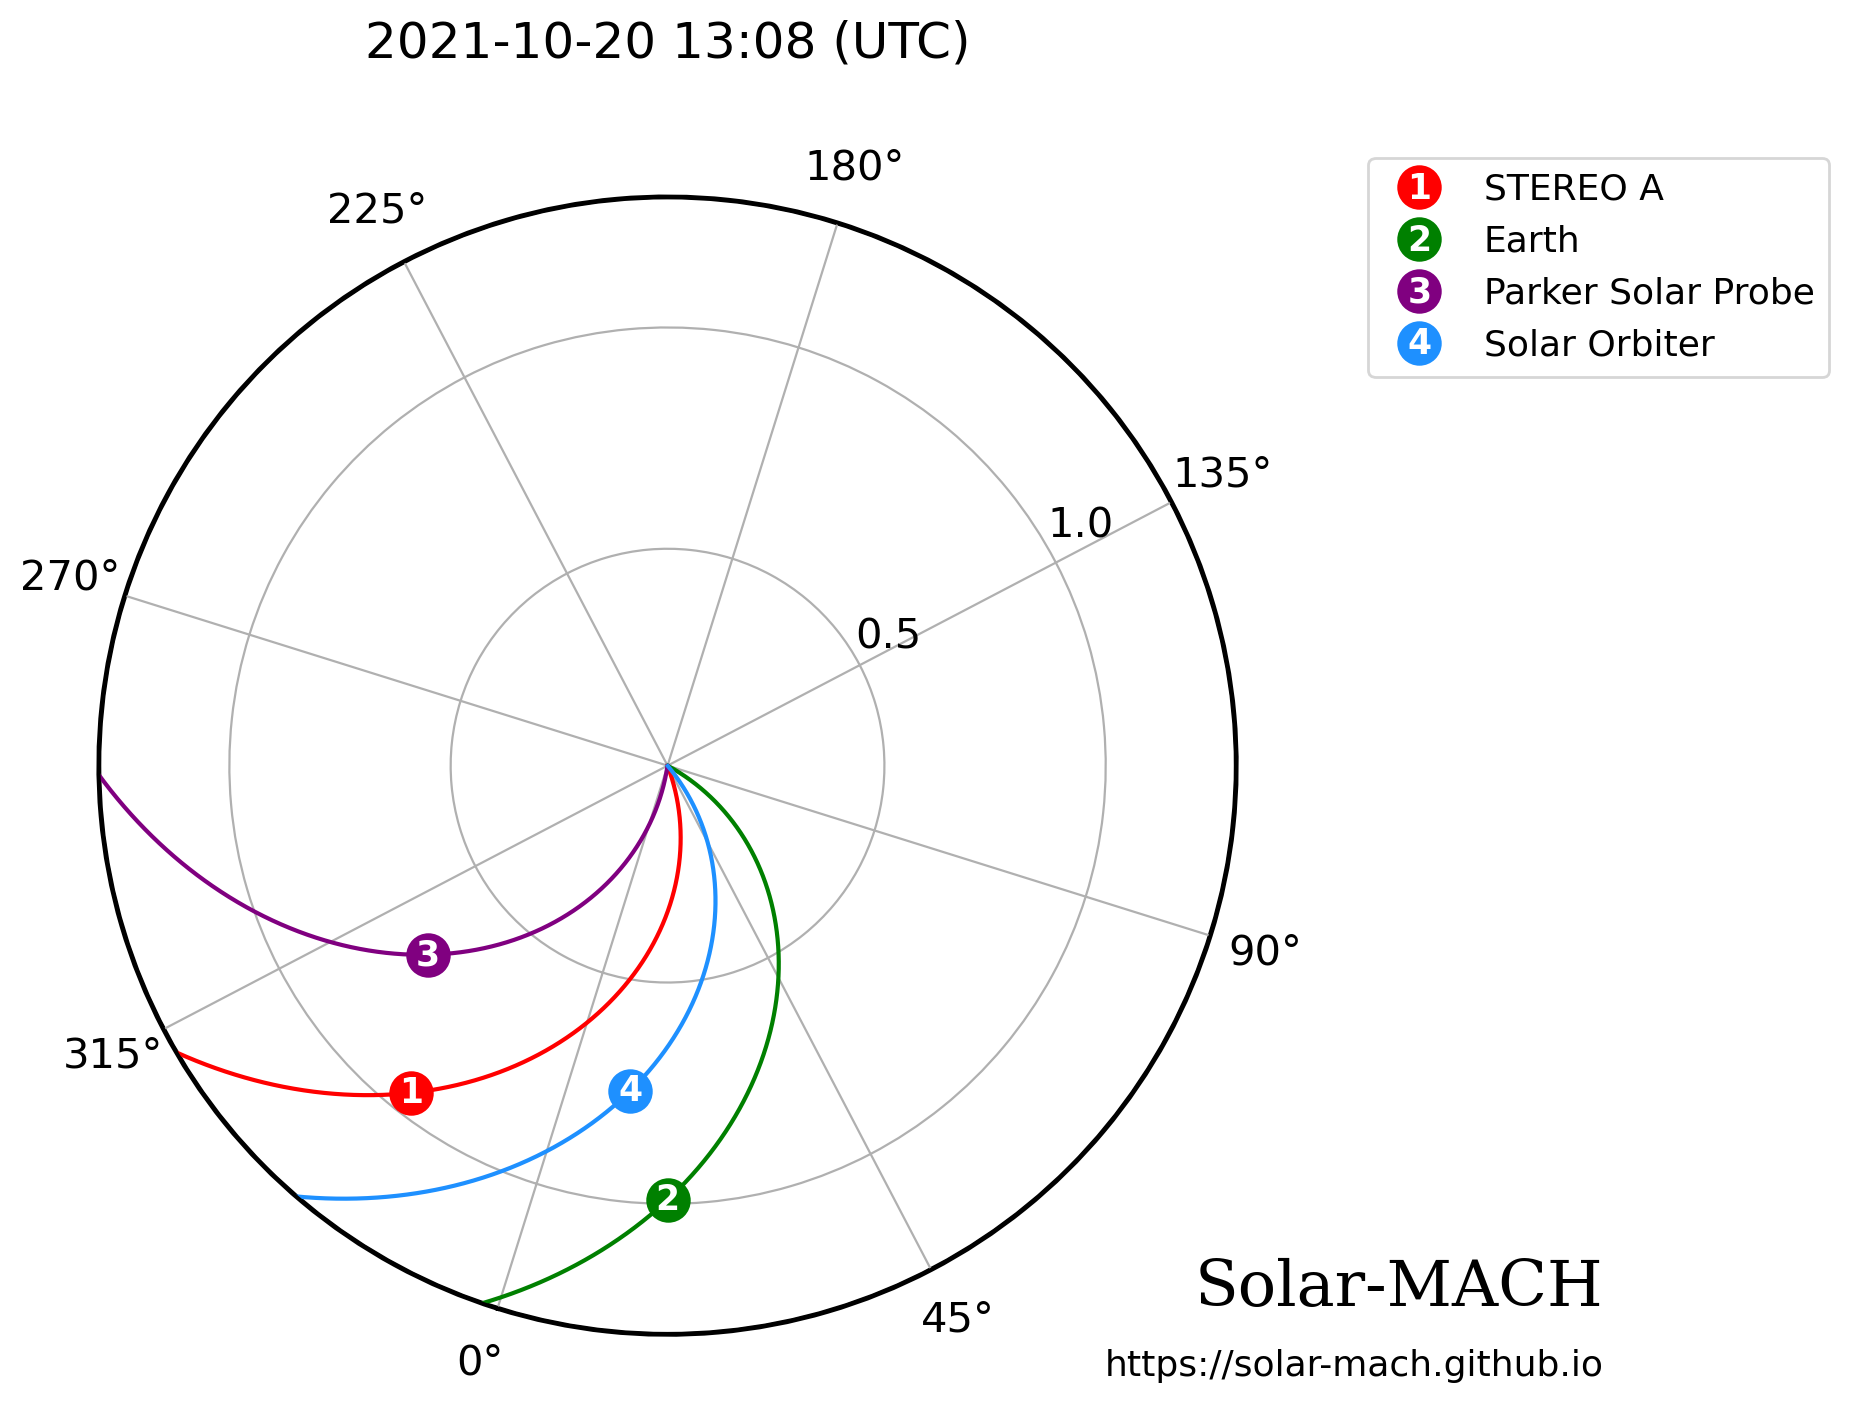 2021-10-20 13:08 (UTC)
180°
225°
135°
1.0
270°
0.5
90°
315°
45°
0°
1 STEREO A
2 Earth
3 Parker Solar Probe
4 Solar Orbiter
3
1
4
2
Solar-MACH
https://solar-mach.github.io